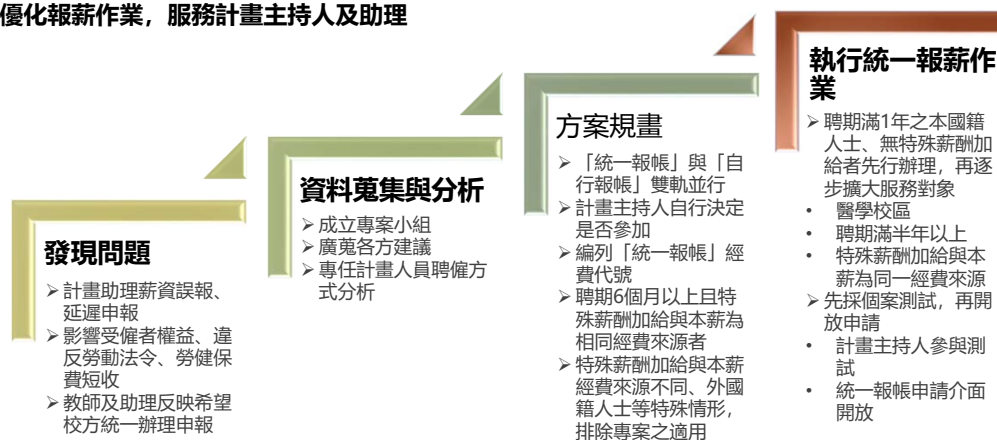 優化報薪作業，服務計畫主持人及助理
發現問題
➢計畫助理薪資誤報、
延遲申報
➢影響受僱者權益、違
反勞動法令、勞健保
費短收
➢教師及助理反映希望
校方統一辦理申報
資料蒐集與分析
➢成立專案小組
➢廣蒐各方建議
➢專任計畫人員聘僱方
式分析
方案規畫
➢「統一報帳」與「自
行報帳」雙軌並行
➢計畫主持人自行決定
是否參加
➢編列「統一報帳」經
費代號
➢聘期6個月以上且特
殊薪酬加給與本薪為
相同經費來源者
➢特殊薪酬加給與本薪
經費來源不同、外國
籍人士等特殊情形，
排除專案之適用
執行統一報薪作
業
➢聘期滿1年之本國籍
人士、無特殊薪酬加
給者先行辦理，再逐
步擴大服務對象
• 醫學校區
• 聘期滿半年以上
• 特殊薪酬加給與本
薪為同一經費來源
➢先採個案測試，再開
放申請
• 計畫主持人參與測
試
• 統一報帳申請介面
開放